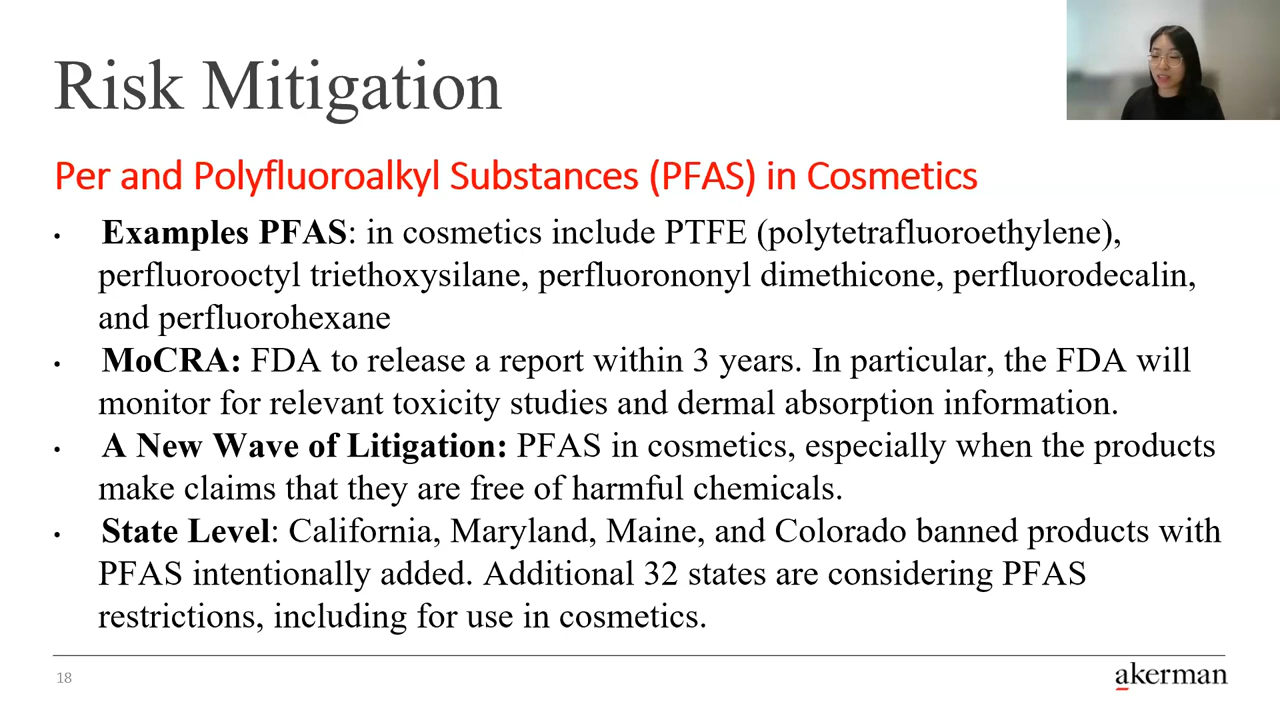 Risk Mitigation
Per and Polyfluoroalkyl Substances (PFAS) in Cosmetics
• Examples PFAS: in cosmetics include PTFE (polytetrafluoroethylene),
perfluorooctyl triethoxysilane, perfluorononyl dimethicone, perfluorodecalin,
and perfluorohexane
• MoCRA: FDA to release a report within 3 years. In particular, the FDA will
monitor for relevant toxicity studies and dermal absorption information.
• A New Wave of Litigation: PFAS in cosmetics, especially when the products
make claims that they are free of harmful chemicals.
• State Level: California, Maryland, Maine, and Colorado banned products with
PFAS intentionally added. Additional 32 states are considering PFAS
restrictions, including for use in cosmetics.
18
akerman